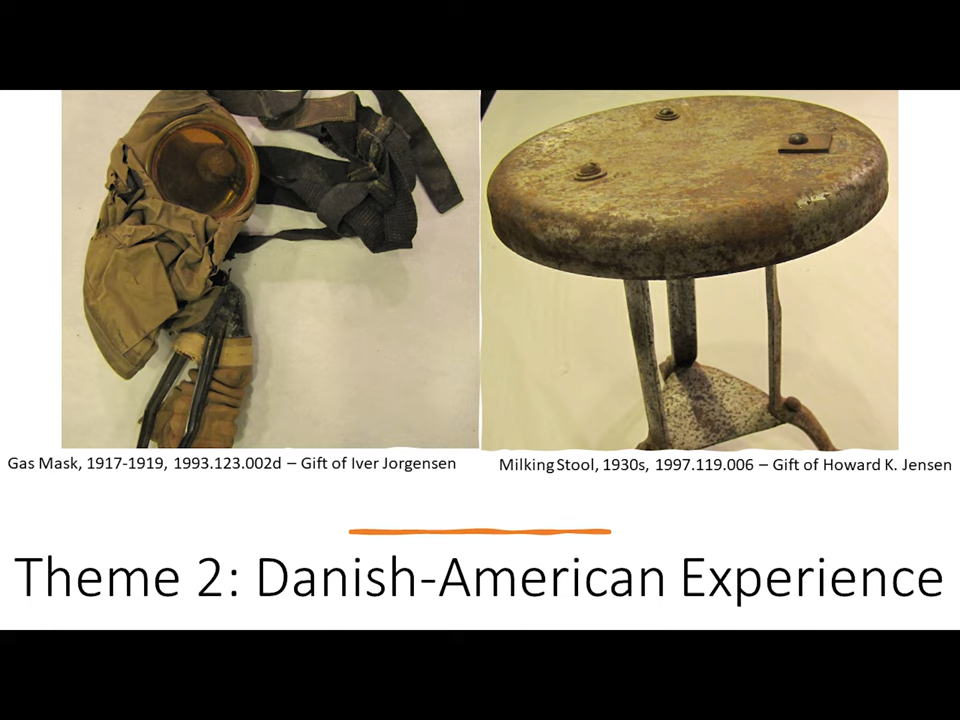 Gas Mask, 1917-1919, 1993.123.002d – Gift of Iver Jorgensen
Milking Stool, 1930s, 1997.119.006 – Gift of Howard K. Jensen
Theme 2: Danish-American Experience